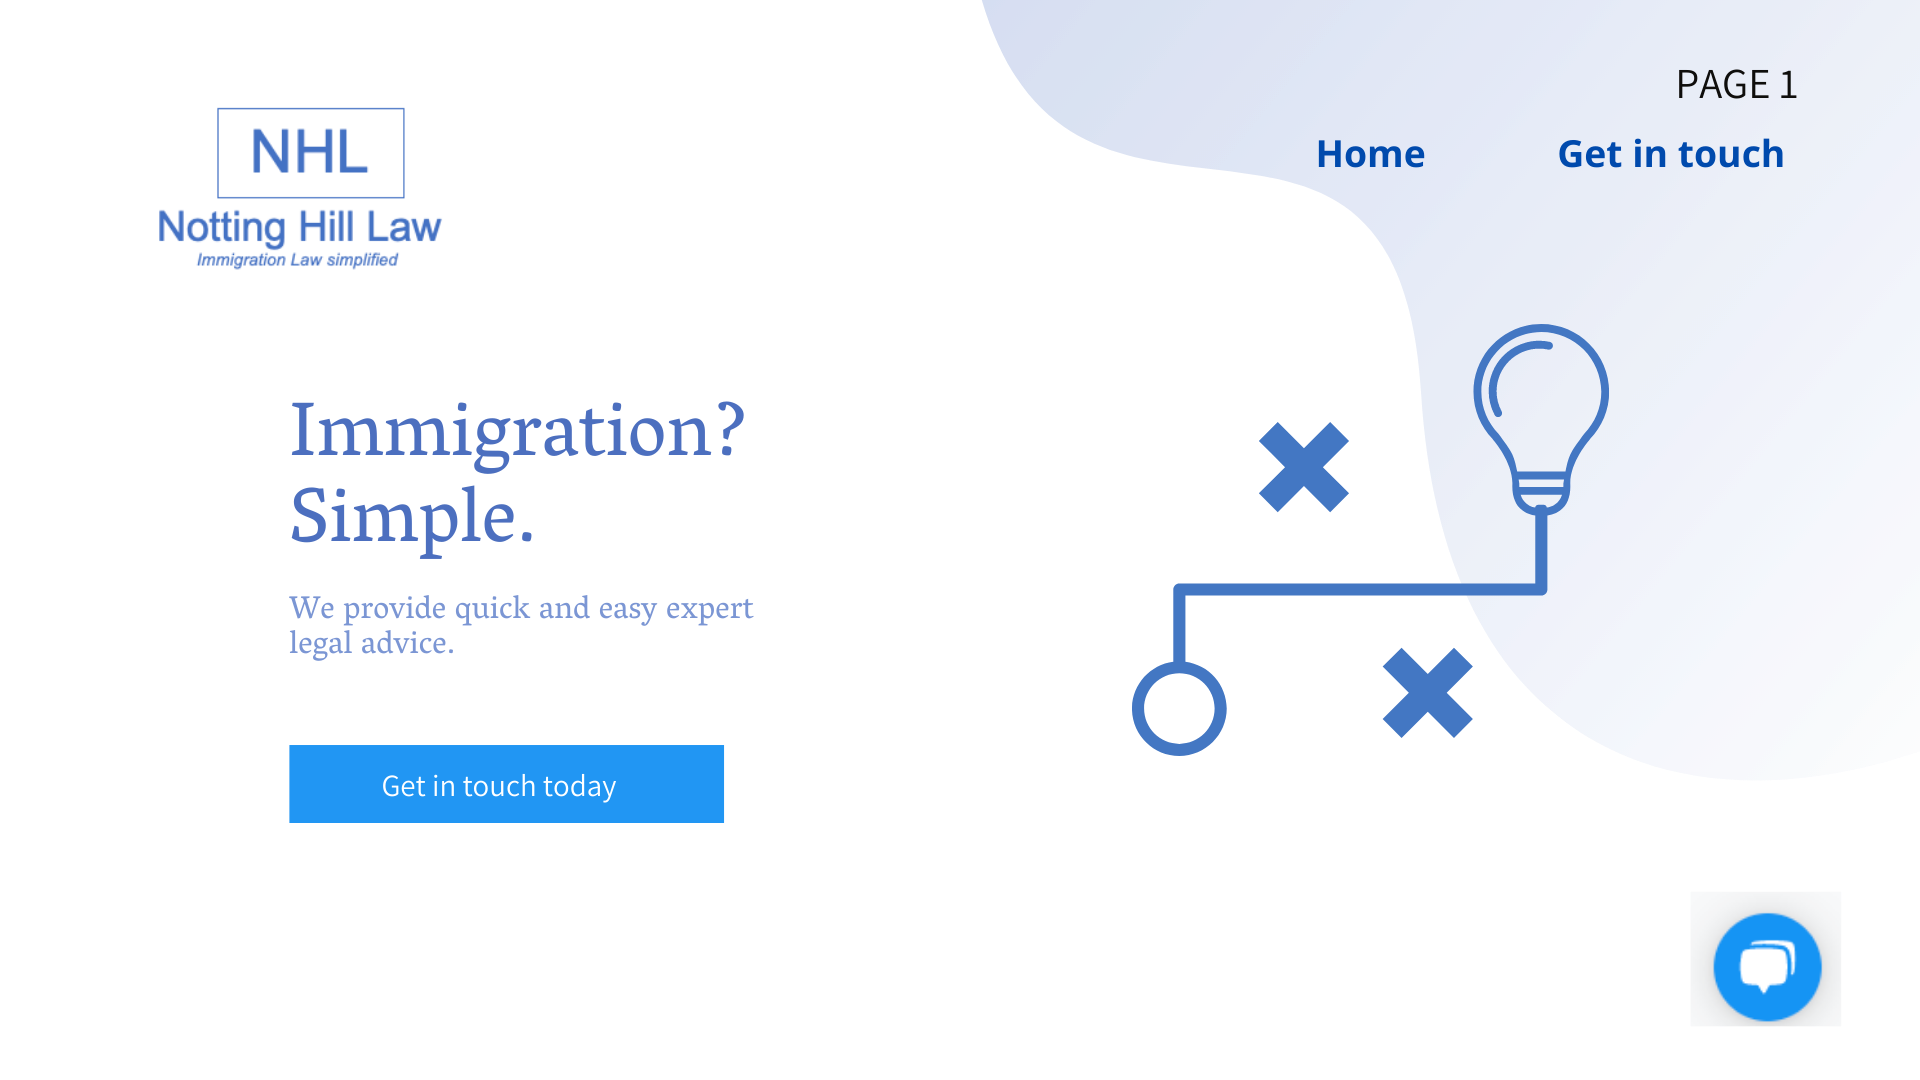 PAGE 1
NHL
Notting Hill Law
Immigration Law simplified
Home
Get in touch
Immigration?
Simple.
We provide quick and easy expert
legal advice.
Get in touch today